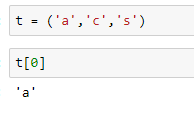 t = ('a','c','s')
t[0]
'a'